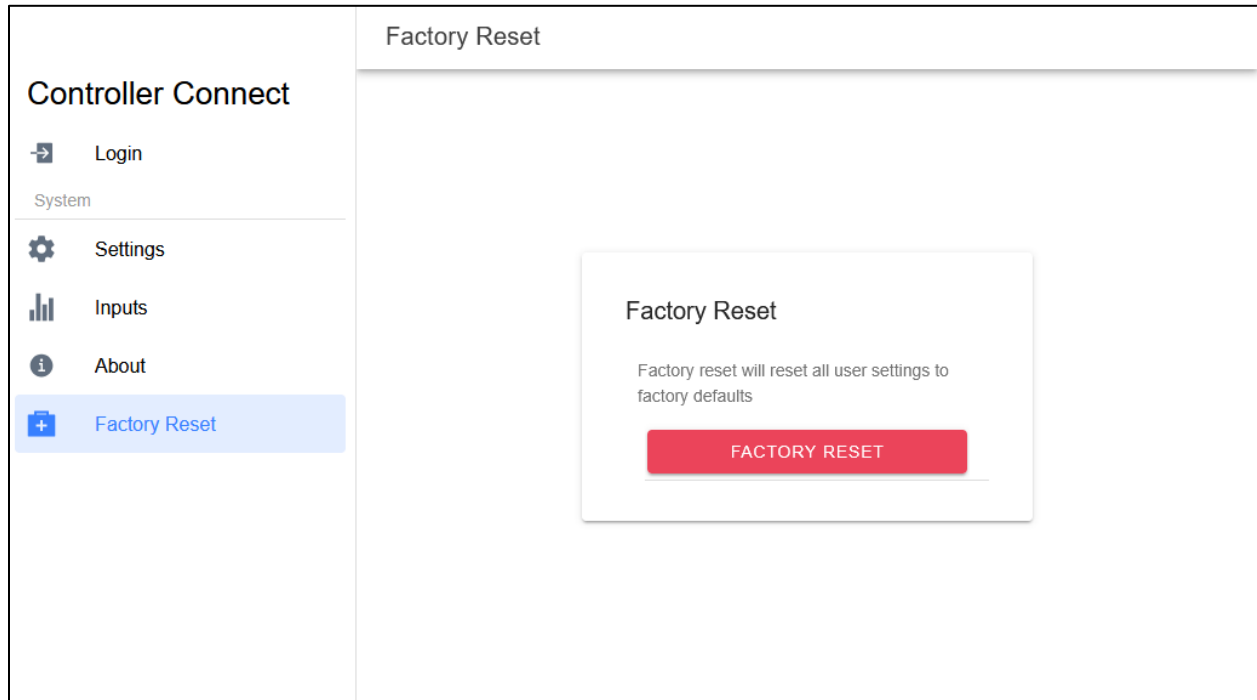 Factory Reset
Controller Connect
Login
System
Settings
Inputs
About
Factory Reset
Factory Reset
Factory reset will reset all user settings to
factory defaults
FACTORY RESET